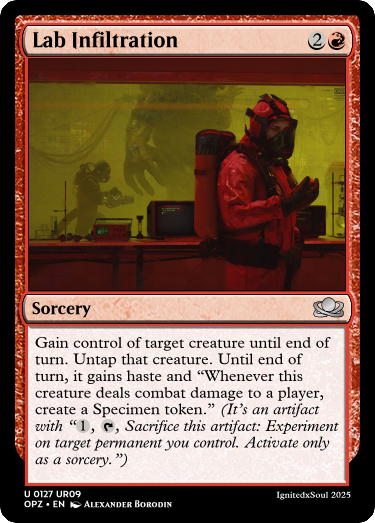 Lab Infiltration 2
Sorcery
Gain control of target creature until end of
turn. Untap that creature. Until end of
turn, it gains haste and “Whenever this
creature deals combat damage to a player,
create a Specimen token.” (It’s an artifact
with “1, , Sacrifice this artifact: Experiment
on target permanent you control. Activate only
as a sorcery.”)
U 0127 UR09
OPZ • EN ALEXANDER BORODIN IgnitedxSoul 2025